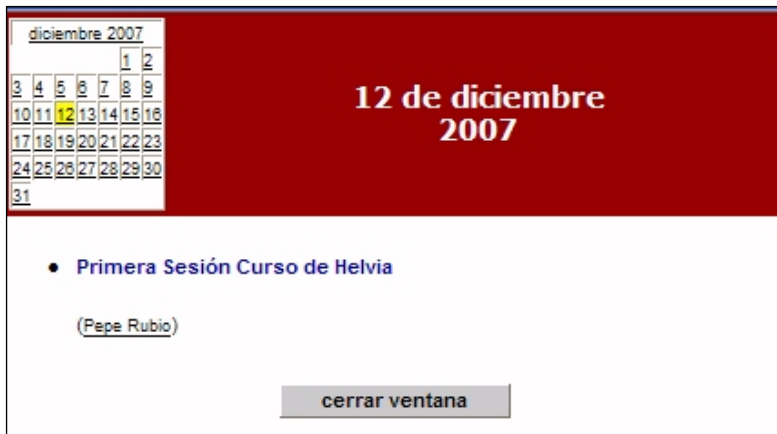 diciembre 2007
1 2
3 4 5 6 7 8 9
10 11 12 13 14 15 16
17 18 19 20 21 22 23
24 25 26 27 28 29 30
31
12 de diciembre
2007
Primera Sesión Curso de Helvia
(Pepe Rubio)
cerrar ventana